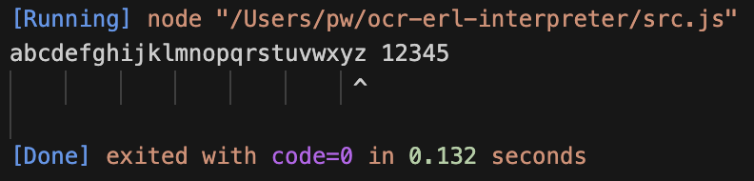 [Running] node "/Users/pw/ocr-erl-interpreter/src.js"
abcdefghijklmnopqrstuvwxyz 12345
                         ^
[Done] exited with code=0 in 0.132 seconds